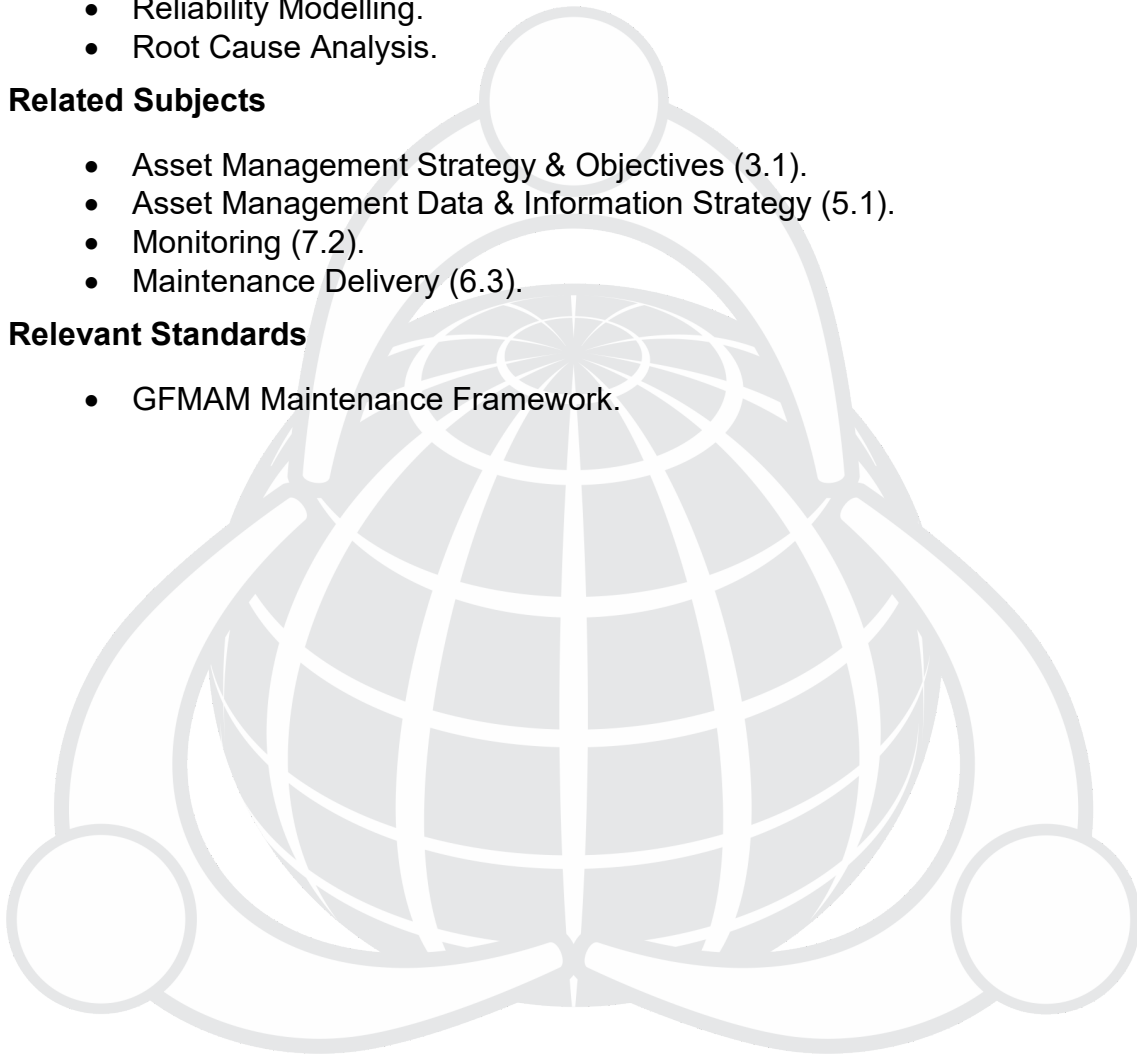 • Reliability Modelling.
• Root Cause Analysis.
Related Subjects
• Asset Management Strategy & Objectives (3.1).
• Asset Management Data & Information Strategy (5.1).
• Monitoring (7.2).
• Maintenance Delivery (6.3).
Relevant Standards
• GFMAM Maintenance Framework.